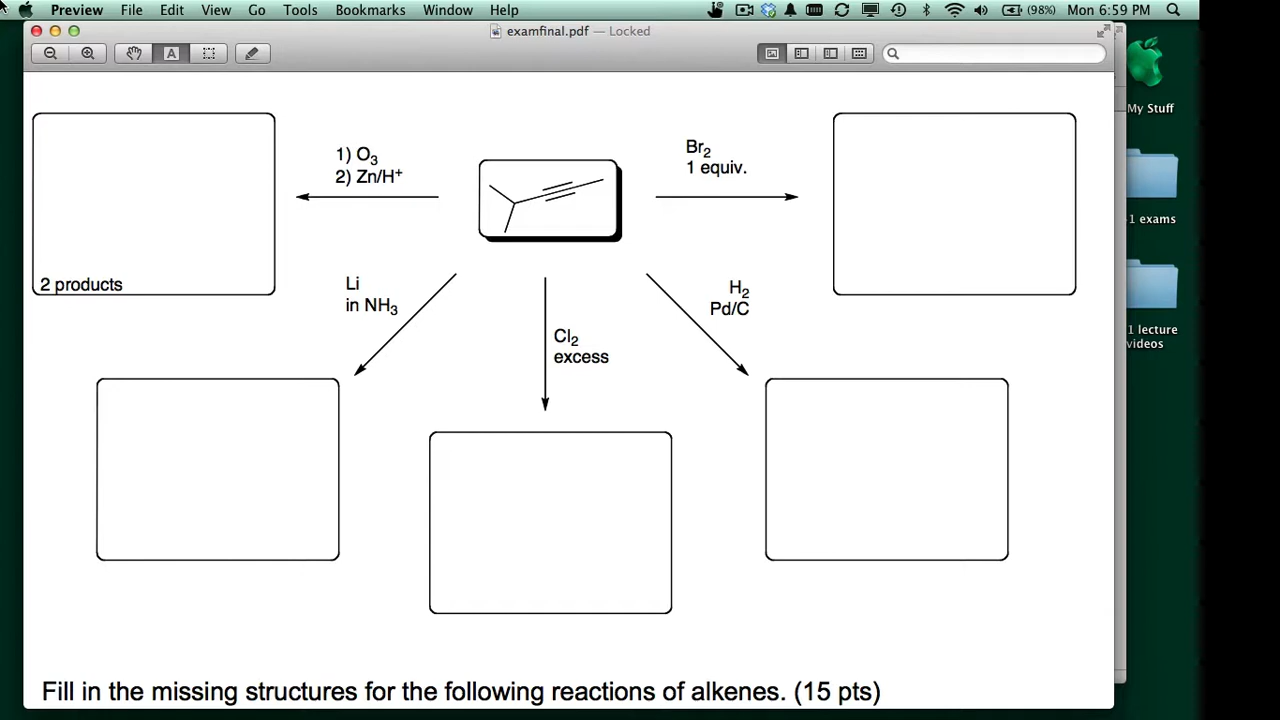 Preview File Edit View Go Tools Bookmarks Window Help (98%) Mon 6:59 PM
examfinal.pdf — Locked
My Stuff
1 exams
1 lecture
videos
1) O3
2) Zn/H+
Br2
1 equiv.
2 products
Li
in NH3
H2
Pd/C
Cl2
excess
Fill in the missing structures for the following reactions of alkenes. (15 pts)